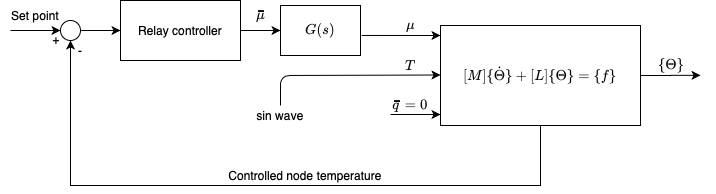 Set point
+
-
Relay controller
μ̄
G(s)
μ
T
sin wave
q̄ = 0
[M]{Θ̇} + [L]{Θ} = {f}
{Θ}
Controlled node temperature